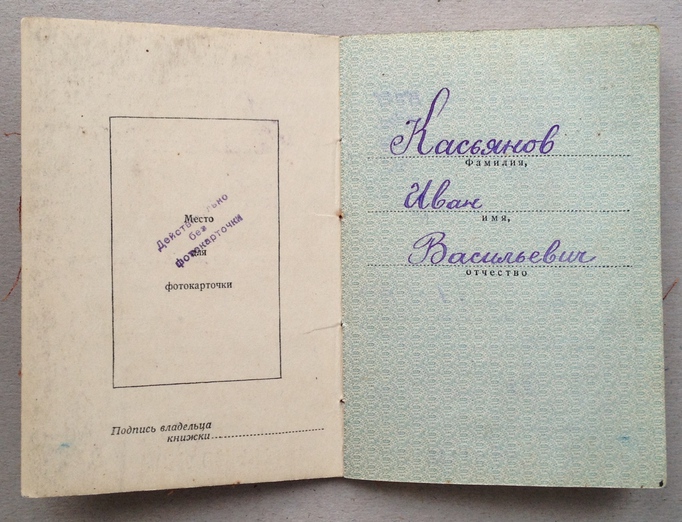 Место
для
фотокарточки
Действительно
без
фотокарточки
Подпись владельца
книжки
Касьянов
Фамилия,
Иван
имя,
Васильевич
отчество